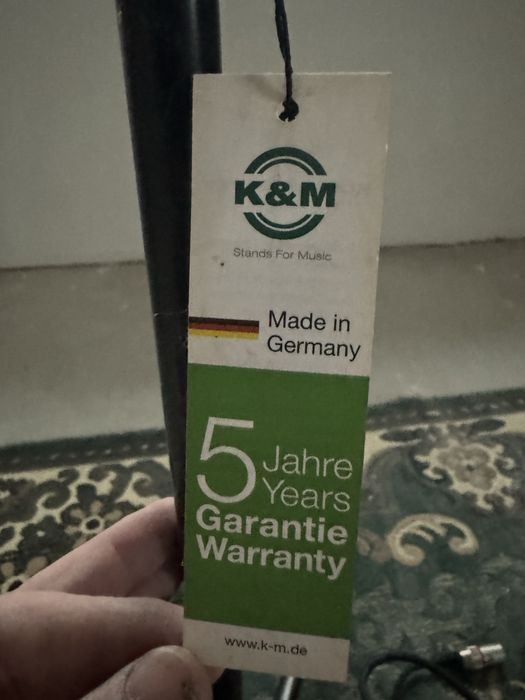 K&M
Stands For Music
Made in
Germany
5 Jahre
Years
Garantie
Warranty
www.k-m.de